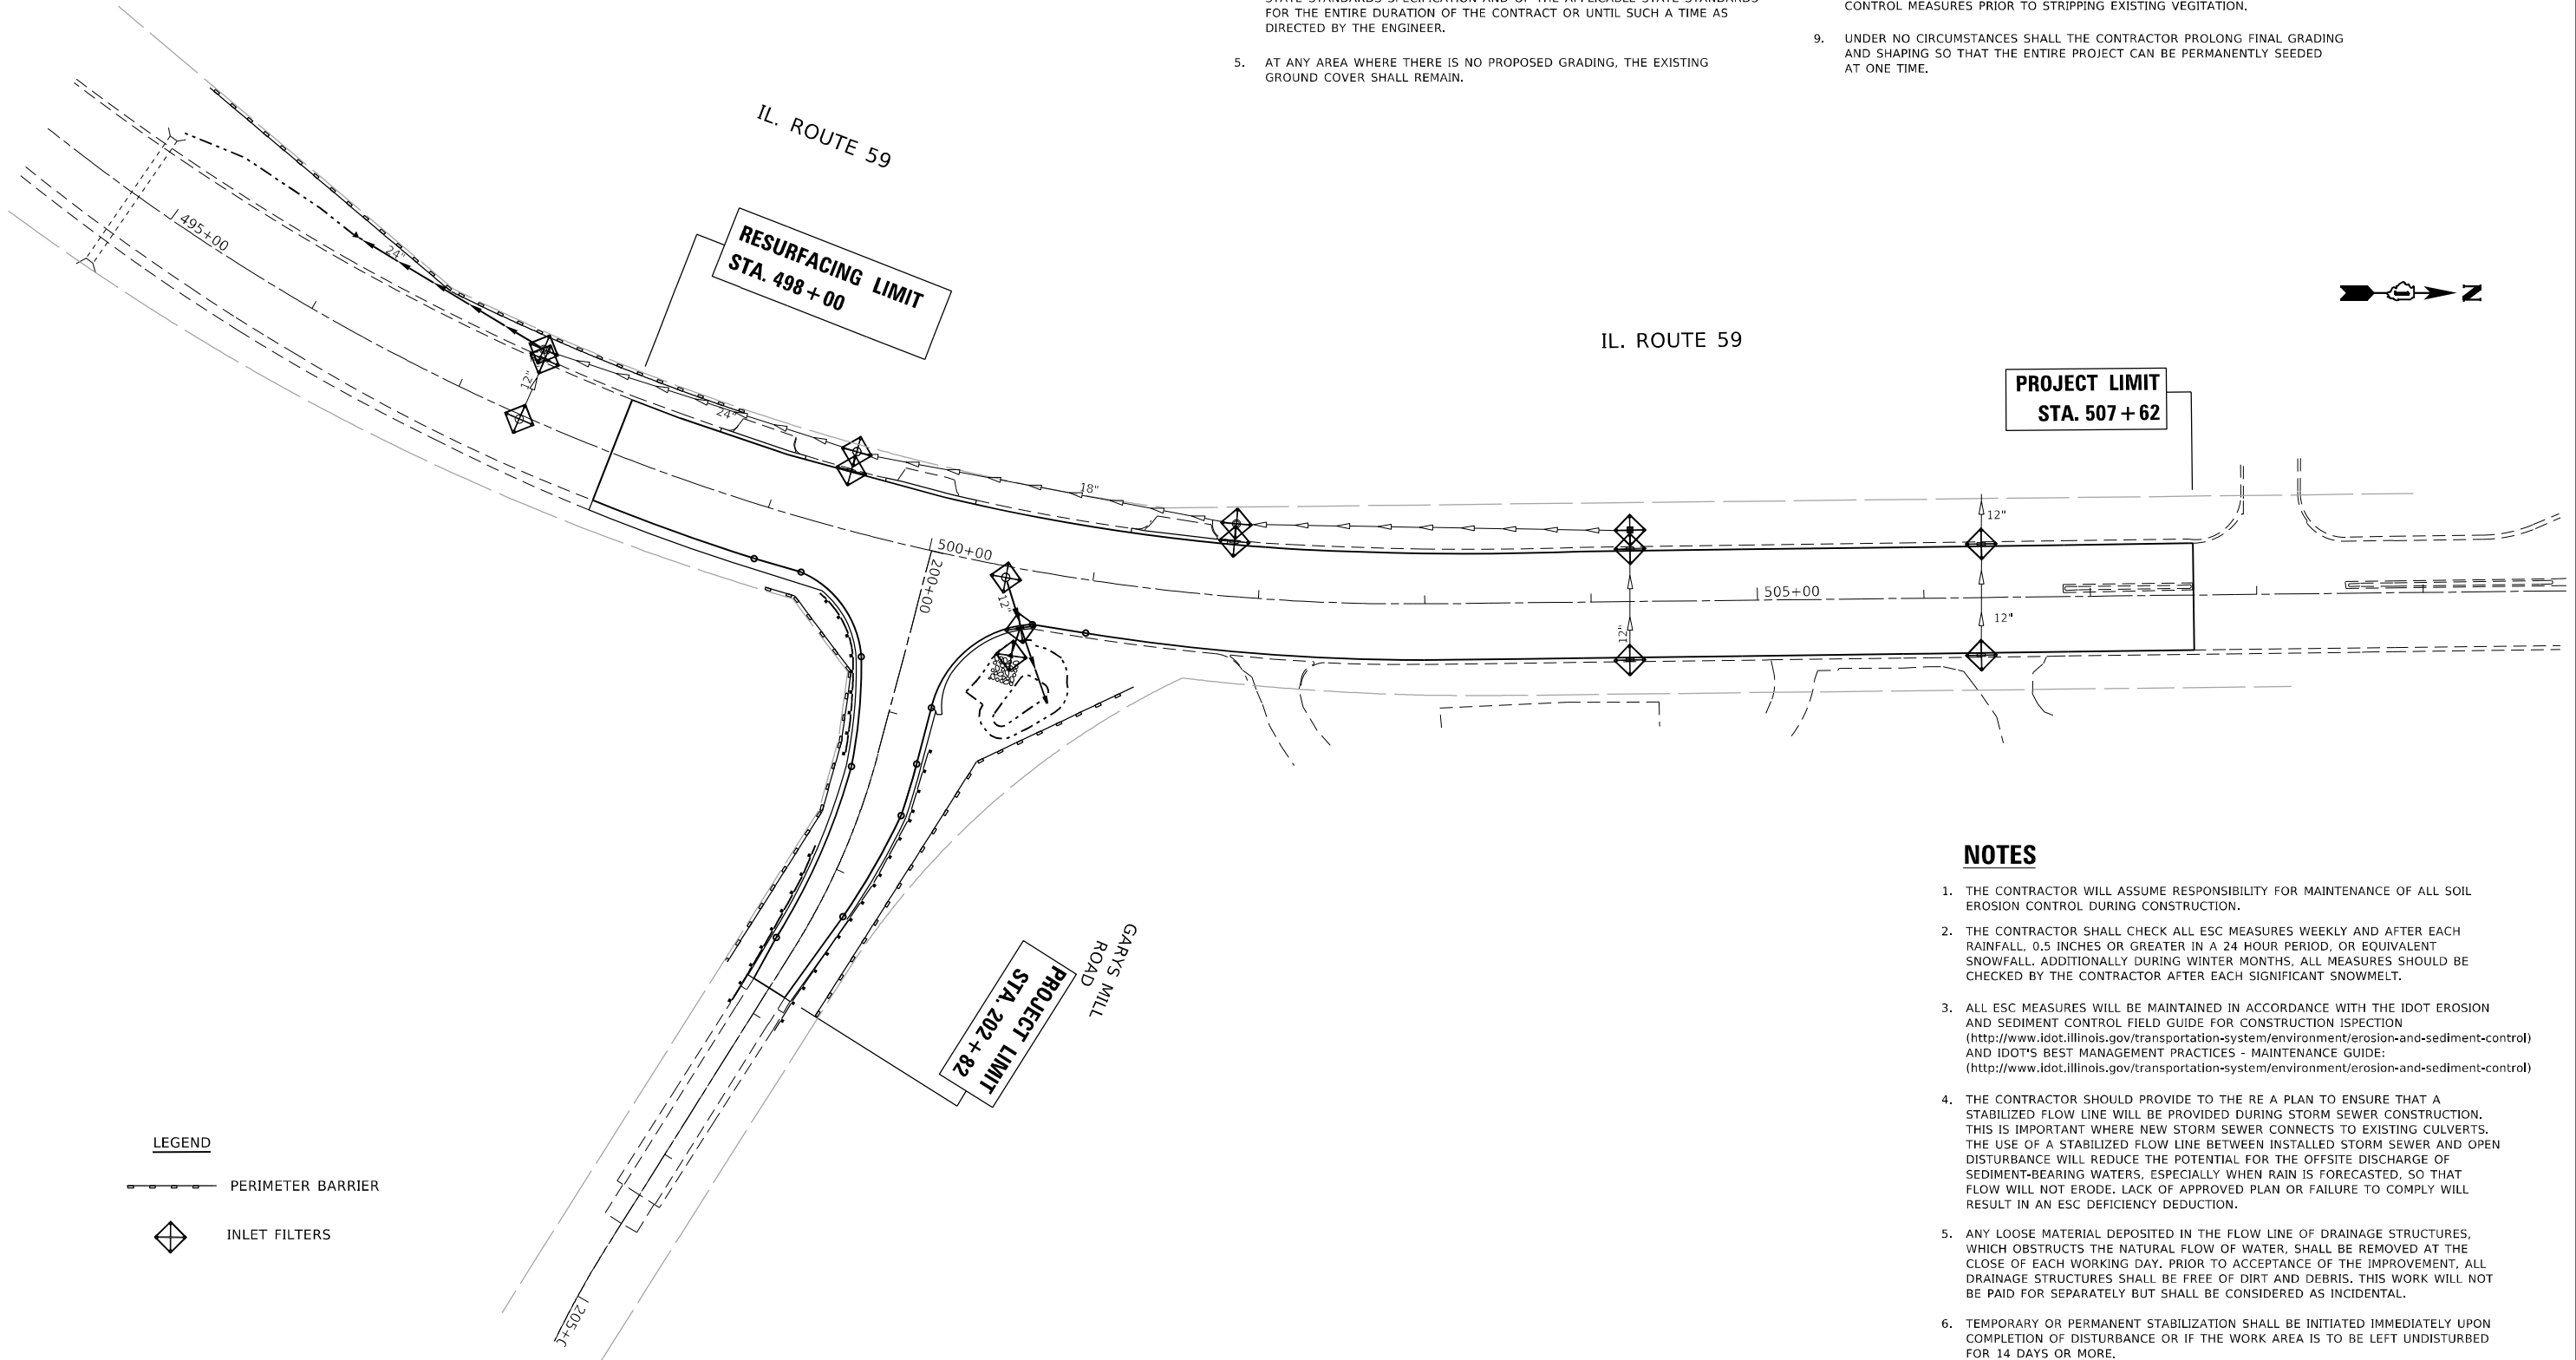 STATE STANDARDS SPECIFICATION AND OF THE APPLICABLE STATE STANDARDS
FOR THE ENTIRE DURATION OF THE CONTRACT OR UNTIL SUCH A TIME AS
DIRECTED BY THE ENGINEER.
5. AT ANY AREA WHERE THERE IS NO PROPOSED GRADING, THE EXISTING
GROUND COVER SHALL REMAIN.
CONTROL MEASURES PRIOR TO STRIPPING EXISTING VEGITATION.
9. UNDER NO CIRCUMSTANCES SHALL THE CONTRACTOR PROLONG FINAL GRADING
AND SHAPING SO THAT THE ENTIRE PROJECT CAN BE PERMANENTLY SEEDED
AT ONE TIME.
IL. ROUTE 59
495+00
24"
RESURFACING LIMIT
STA. 498+00
N
IL. ROUTE 59
PROJECT LIMIT
STA. 507+62
12"
24"
18"
12"
500+00
200+00
12"
505+00
12"
12"
GARYS MILL
ROAD
PROJECT LIMIT
STA. 202+82
205+0
LEGEND
PERIMETER BARRIER
INLET FILTERS
NOTES
1. THE CONTRACTOR WILL ASSUME RESPONSIBILITY FOR MAINTENANCE OF ALL SOIL
EROSION CONTROL DURING CONSTRUCTION.
2. THE CONTRACTOR SHALL CHECK ALL ESC MEASURES WEEKLY AND AFTER EACH
RAINFALL, 0.5 INCHES OR GREATER IN A 24 HOUR PERIOD, OR EQUIVALENT
SNOWFALL. ADDITIONALLY DURING WINTER MONTHS, ALL MEASURES SHOULD BE
CHECKED BY THE CONTRACTOR AFTER EACH SIGNIFICANT SNOWMELT.
3. ALL ESC MEASURES WILL BE MAINTAINED IN ACCORDANCE WITH THE IDOT EROSION
AND SEDIMENT CONTROL FIELD GUIDE FOR CONSTRUCTION ISPECTION
(http://www.idot.illinois.gov/transportation-system/environment/erosion-and-sediment-control)
AND IDOT'S BEST MANAGEMENT PRACTICES - MAINTENANCE GUIDE:
(http://www.idot.illinois.gov/transportation-system/environment/erosion-and-sediment-control)
4. THE CONTRACTOR SHOULD PROVIDE TO THE RE A PLAN TO ENSURE THAT A
STABILIZED FLOW LINE WILL BE PROVIDED DURING STORM SEWER CONSTRUCTION.
THIS IS IMPORTANT WHERE NEW STORM SEWER CONNECTS TO EXISTING CULVERTS.
THE USE OF A STABILIZED FLOW LINE BETWEEN INSTALLED STORM SEWER AND OPEN
DISTURBANCE WILL REDUCE THE POTENTIAL FOR THE OFFSITE DISCHARGE OF
SEDIMENT-BEARING WATERS, ESPECIALLY WHEN RAIN IS FORECASTED, SO THAT
FLOW WILL NOT ERODE. LACK OF APPROVED PLAN OR FAILURE TO COMPLY WILL
RESULT IN AN ESC DEFICIENCY DEDUCTION.
5. ANY LOOSE MATERIAL DEPOSITED IN THE FLOW LINE OF DRAINAGE STRUCTURES,
WHICH OBSTRUCTS THE NATURAL FLOW OF WATER, SHALL BE REMOVED AT THE
CLOSE OF EACH WORKING DAY. PRIOR TO ACCEPTANCE OF THE IMPROVEMENT, ALL
DRAINAGE STRUCTURES SHALL BE FREE OF DIRT AND DEBRIS. THIS WORK WILL NOT
BE PAID FOR SEPARATELY BUT SHALL BE CONSIDERED AS INCIDENTAL.
6. TEMPORARY OR PERMANENT STABILIZATION SHALL BE INITIATED IMMEDIATELY UPON
COMPLETION OF DISTURBANCE OR IF THE WORK AREA IS TO BE LEFT UNDISTURBED
FOR 14 DAYS OR MORE.